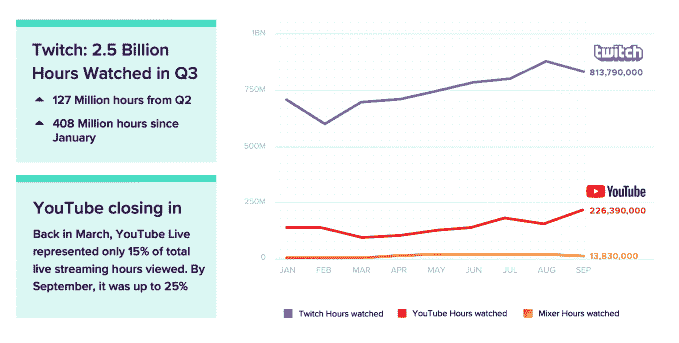 Twitch: 2.5 Billion
Hours Watched in Q3
127 Million hours from Q2
408 Million hours since
January
YouTube closing in
Back in March, YouTube Live
represented only 15% of total
live streaming hours viewed. By
September, it was up to 25%
1BN
750M
500M
250M
0
twitch
813,790,000
YouTube
226,390,000
13,830,000
JAN FEB MAR APR MAY JUN JUL AUG SEP
Twitch Hours watched YouTube Hours watched Mixer Hours watched